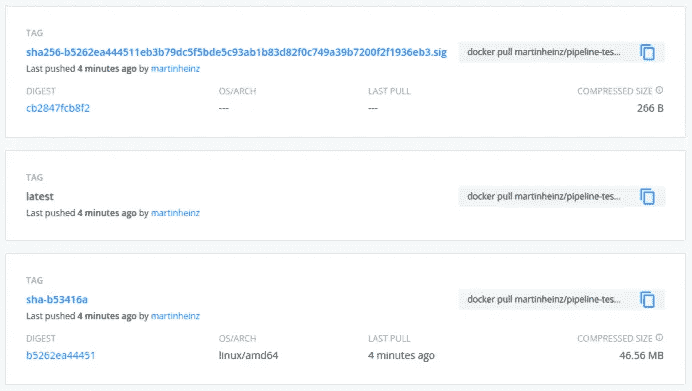 TAG
sha256-b5262ea444511eb3b79dc5f5bde5c93ab1b83d82f0c749a39b7200f2f1936eb3.sig docker pull martinheinz/pipeline-tes...
Last pushed 4 minutes ago by martinheinz
DIGEST OS/ARCH LAST PULL COMPRESSED SIZE
cb2847fcb8f2 --- --- 266 B
TAG
latest docker pull martinheinz/pipeline-tes...
Last pushed 4 minutes ago by martinheinz
TAG
sha-b53416a docker pull martinheinz/pipeline-tes...
Last pushed 4 minutes ago by martinheinz
DIGEST OS/ARCH LAST PULL COMPRESSED SIZE
b5262ea44451 linux/amd64 4 minutes ago 46.56 MB